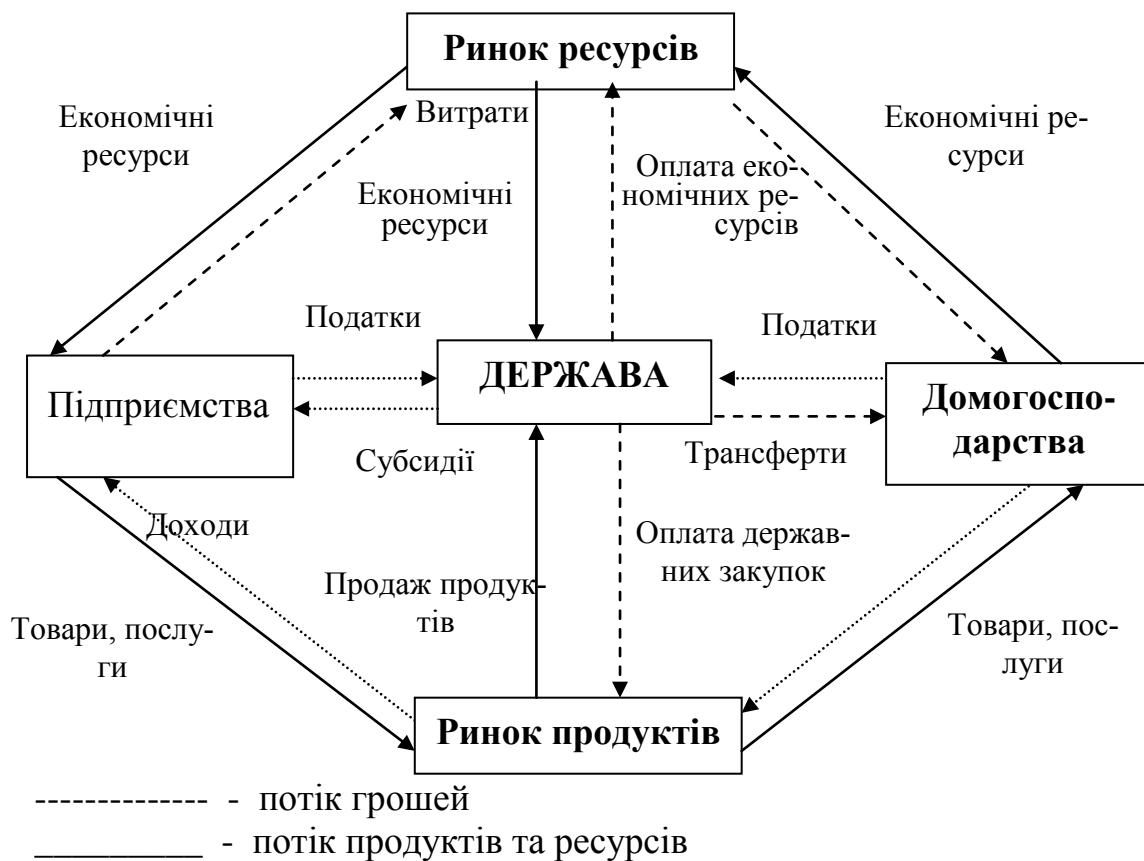 Ринок ресурсів
Економічні
ресурси
Витрати
Економічні
ресурси
Оплата еко-
номічних ре-
сурсів
Економічні ре-
сурси
Податки
Податки
Підприємства
ДЕРЖАВА
Домогоспо-
дарства
Субсидії
Трансферти
Доходи
Оплата держав-
них закупок
Продаж продук-
тів
Товари, послу-
ги
Товари, пос-
луги
Ринок продуктів
-------------- - потік грошей
__________ - потік продуктів та ресурсів